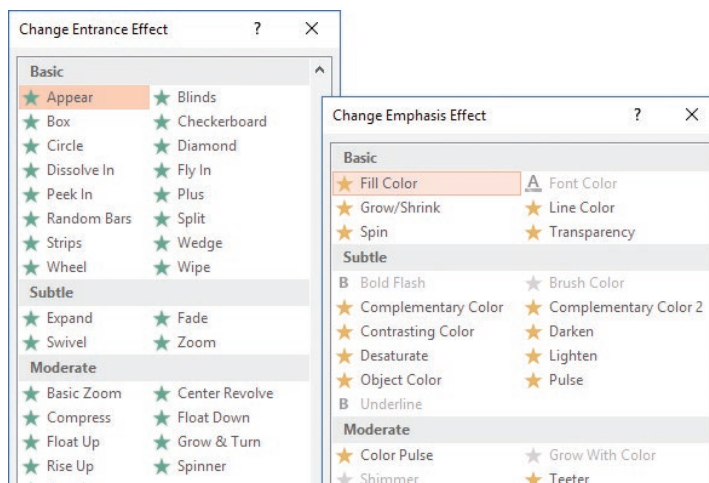 Change Entrance Effect ? ×
Basic
Appear Blinds
Box Checkerboard
Circle Diamond
Dissolve In Fly In
Peek In Plus
Random Bars Split
Strips Wedge
Wheel Wipe
Subtle
Expand Fade
Swivel Zoom
Moderate
Basic Zoom Center Revolve
Compress Float Down
Float Up Grow & Turn
Rise Up Spinner
Change Emphasis Effect ? ×
Basic
Fill Color A Font Color
Grow/Shrink Line Color
Spin Transparency
Subtle
B Bold Flash Brush Color
Complementary Color Complementary Color 2
Contrasting Color Darken
Desaturate Lighten
Object Color Pulse
B Underline
Moderate
Color Pulse Grow With Color
Shimmer Teeter